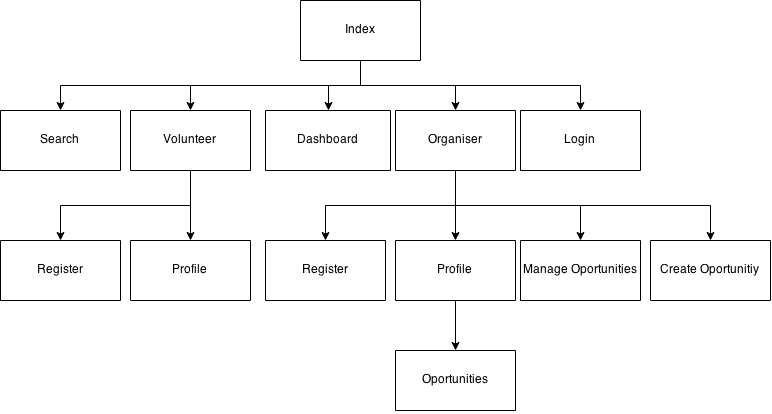 Index
Search
Volunteer
Dashboard
Organiser
Login
Register
Profile
Register
Profile
Manage Oportunities
Create Oportunitiy
Oportunities